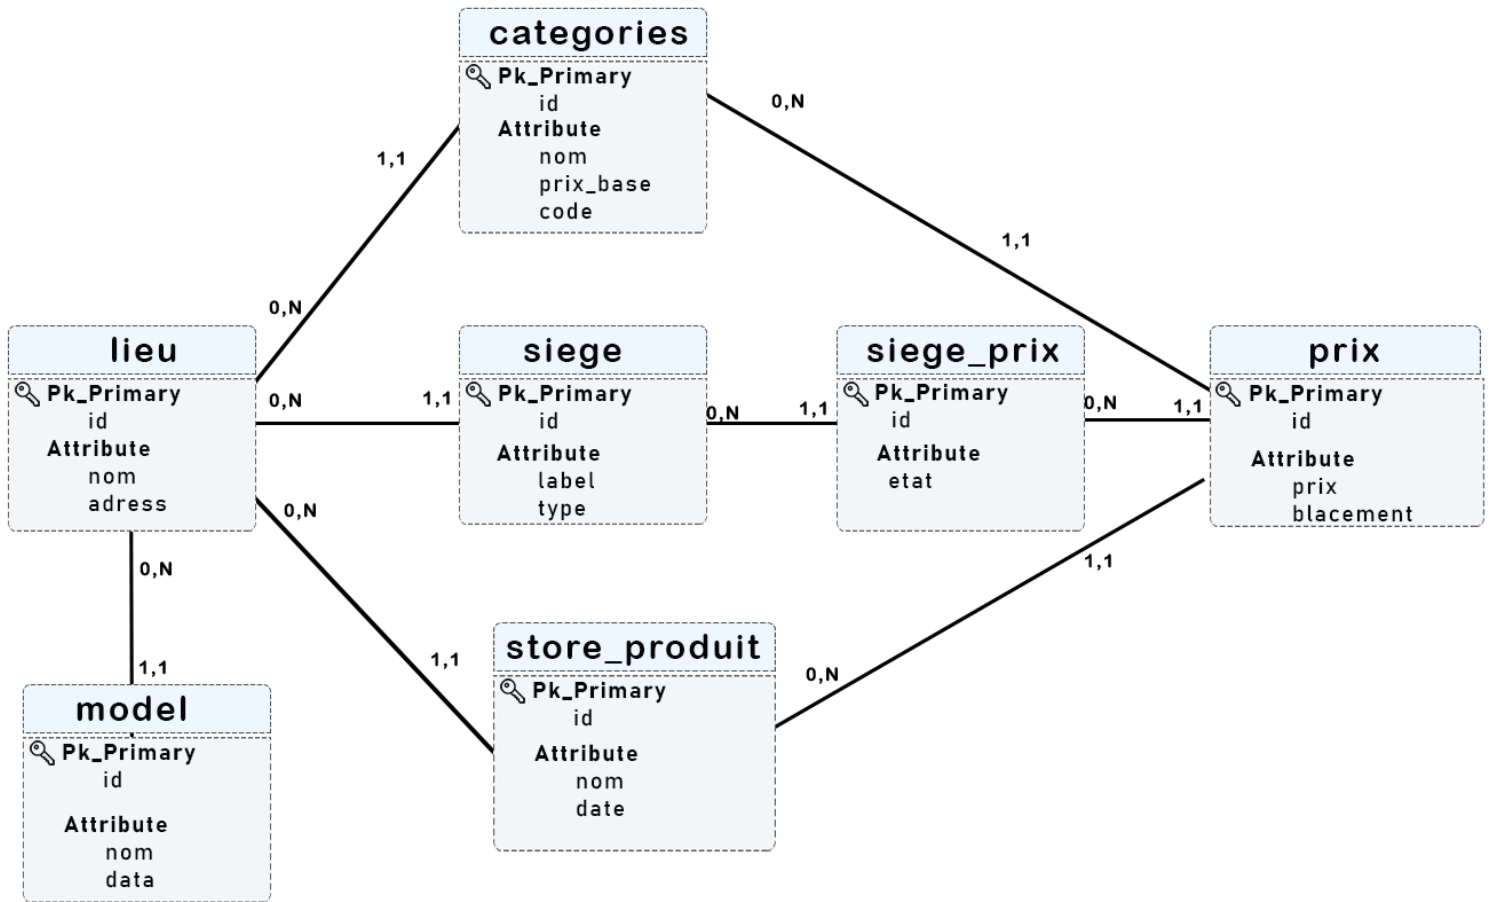 categories
Pk_Primary
id
Attribute
nom
prix_base
code
0,N
1,1
1,1
0,N
lieu
Pk_Primary
id
Attribute
nom
adress
0,N
1,1
siege
Pk_Primary
id
Attribute
label
type
0,N
1,1
siege_prix
Pk_Primary
id
Attribute
etat
0,N
1,1
prix
Pk_Primary
id
Attribute
prix
blacement
0,N
1,1
0,N
1,1
model
Pk_Primary
id
Attribute
nom
data
store_produit
Pk_Primary
id
Attribute
nom
date
0,N
1,1